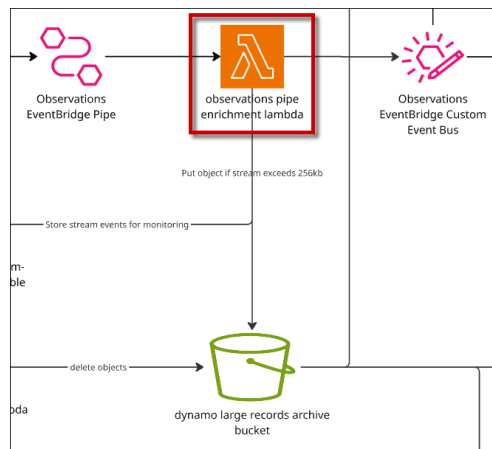 Observations
EventBridge Pipe
observations pipe
enrichment lambda
Observations
EventBridge Custom
Event Bus
Put object if stream exceeds 256kb
Store stream events for monitoring
m-
ble
delete objects
oda
dynamo large records archive
bucket